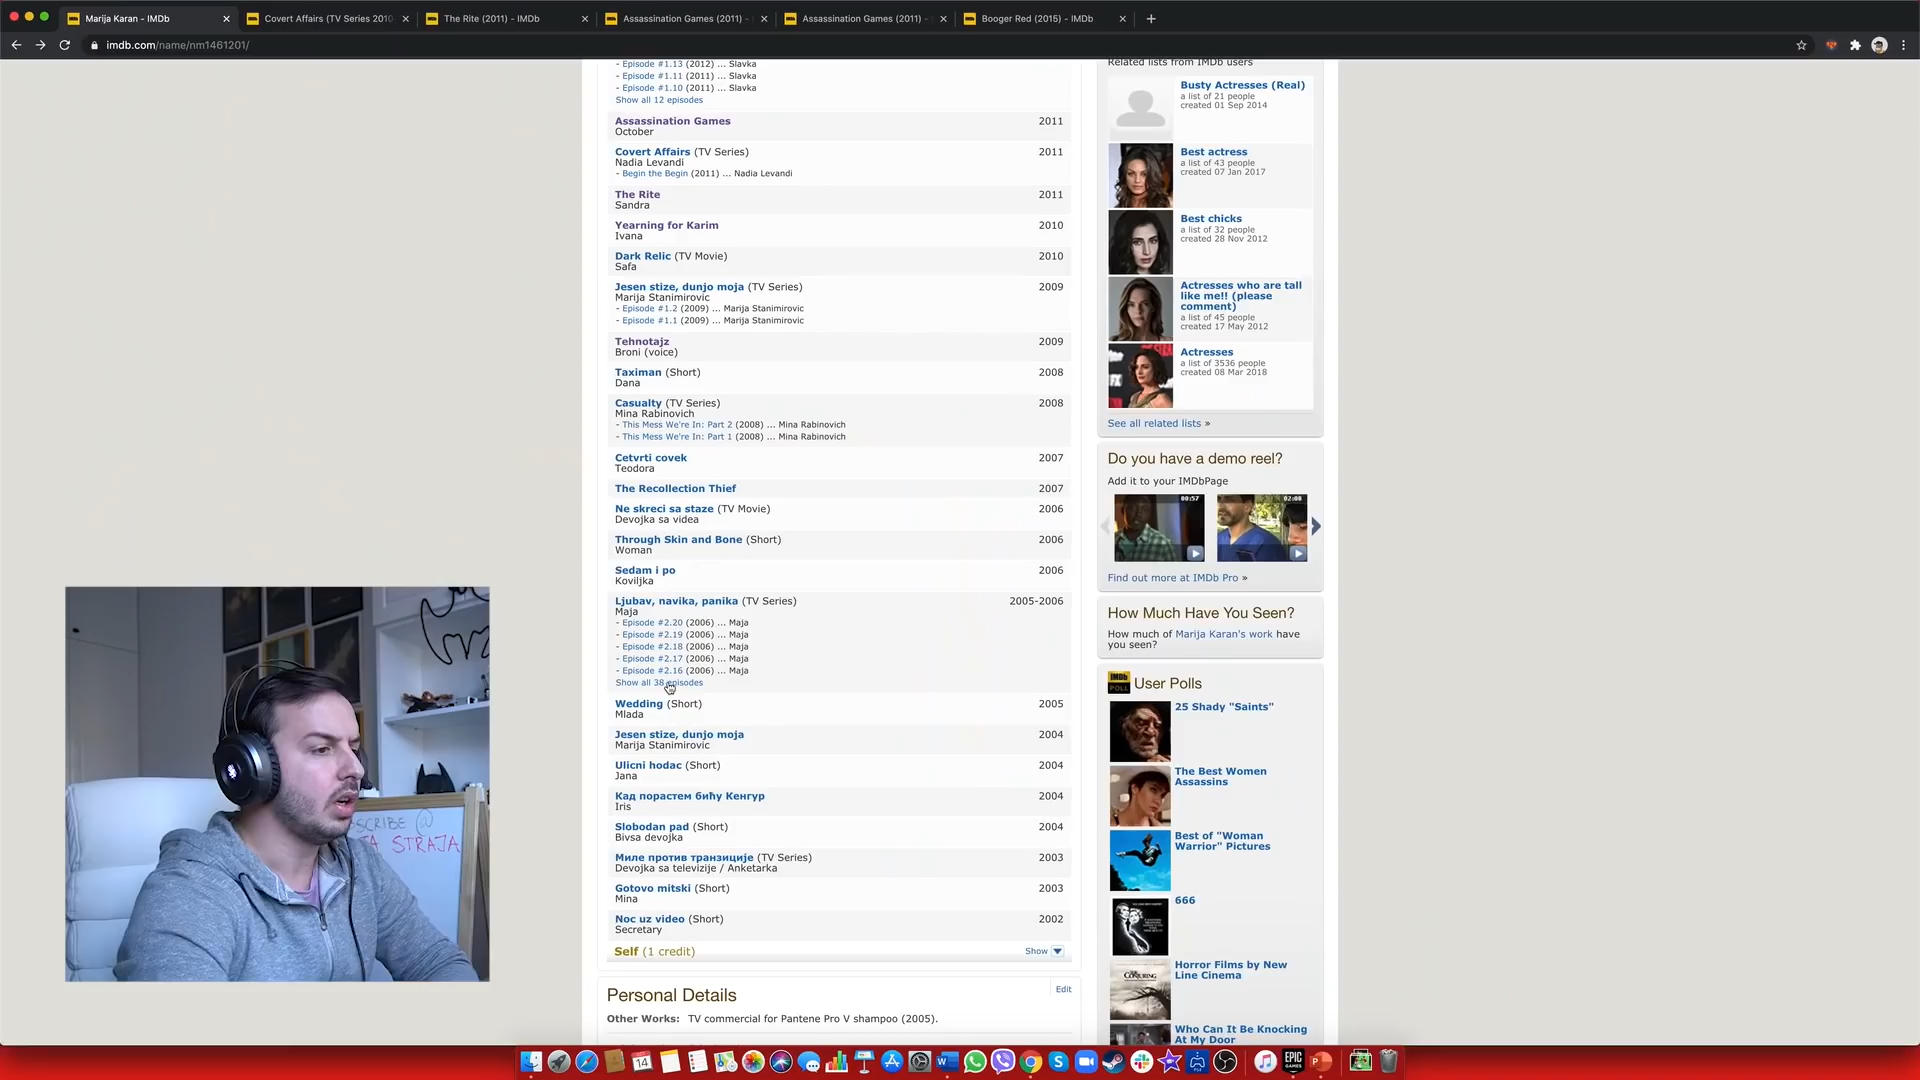 Marija Karan - IMDb
Covert Affairs (TV Series 2010
The Rite (2011) - IMDb
Assassination Games (2011) -
Assassination Games (2011) -
Booger Red (2015) - IMDb
imdb.com/name/nm1461201/
- Episode #1.13 (2012) ... Slavka
- Episode #1.11 (2011) ... Slavka
- Episode #1.10 (2011) ... Slavka
Show all 12 episodes
Assassination Games 2011
October
Covert Affairs (TV Series) 2011
Nadia Levandi
- Begin the Begin (2011) ... Nadia Levandi
The Rite 2011
Sandra
Yearning for Karim 2010
Ivana
Dark Relic (TV Movie) 2010
Safa
Jesen stize, dunjo moja (TV Series) 2009
Marija Stanimirovic
- Episode #1.2 (2009) ... Marija Stanimirovic
- Episode #1.1 (2009) ... Marija Stanimirovic
Tehnotajz 2009
Broni (voice)
Taximan (Short) 2008
Dana
Casualty (TV Series) 2008
Mina Rabinovich
- This Mess We're In: Part 2 (2008) ... Mina Rabinovich
- This Mess We're In: Part 1 (2008) ... Mina Rabinovich
Cetvrti covek 2007
Teodora
The Recollection Thief 2007
Ne skreci sa staze (TV Movie) 2006
Devojka sa videa
Through Skin and Bone (Short) 2006
Woman
Sedam i po 2006
Koviljka
Ljubav, navika, panika (TV Series) 2005-2006
Maja
- Episode #2.20 (2006) ... Maja
- Episode #2.19 (2006) ... Maja
- Episode #2.18 (2006) ... Maja
- Episode #2.17 (2006) ... Maja
- Episode #2.16 (2006) ... Maja
Show all 38 episodes
Wedding (Short) 2005
Mlada
Jesen stize, dunjo moja 2004
Marija Stanimirovic
Ulicni hodac (Short) 2004
Jana
Кад порастем бићу Кенгур 2004
Iris
Slobodan pad (Short) 2004
Bivsa devojka
Миле против транзиције (TV Series) 2003
Devojka sa televizije / Anketarka
Gotovo mitski (Short) 2003
Mina
Noc uz video (Short) 2002
Secretary
Self (1 credit) Show
Personal Details Edit
Other Works: TV commercial for Pantene Pro V shampoo (2005).
Related lists from IMDb users
Busty Actresses (Real)
a list of 21 people
created 01 Sep 2014
Best actress
a list of 43 people
created 07 Jan 2017
Best chicks
a list of 32 people
created 28 Nov 2012
Actresses who are tall
like me!! (please
comment)
a list of 45 people
created 17 May 2012
Actresses
a list of 3536 people
created 08 Mar 2018
See all related lists »
Do you have a demo reel?
Add it to your IMDbPage
00:57
02:08
Find out more at IMDb Pro »
How Much Have You Seen?
How much of Marija Karan's work have
you seen?
IMDb
POLL
User Polls
25 Shady "Saints"
The Best Women
Assassins
Best of "Woman
Warrior" Pictures
666
Horror Films by New
Line Cinema
Who Can It Be Knocking
At My Door
SCRIBE @
TA STRAJA
14
EPIC
GAMES